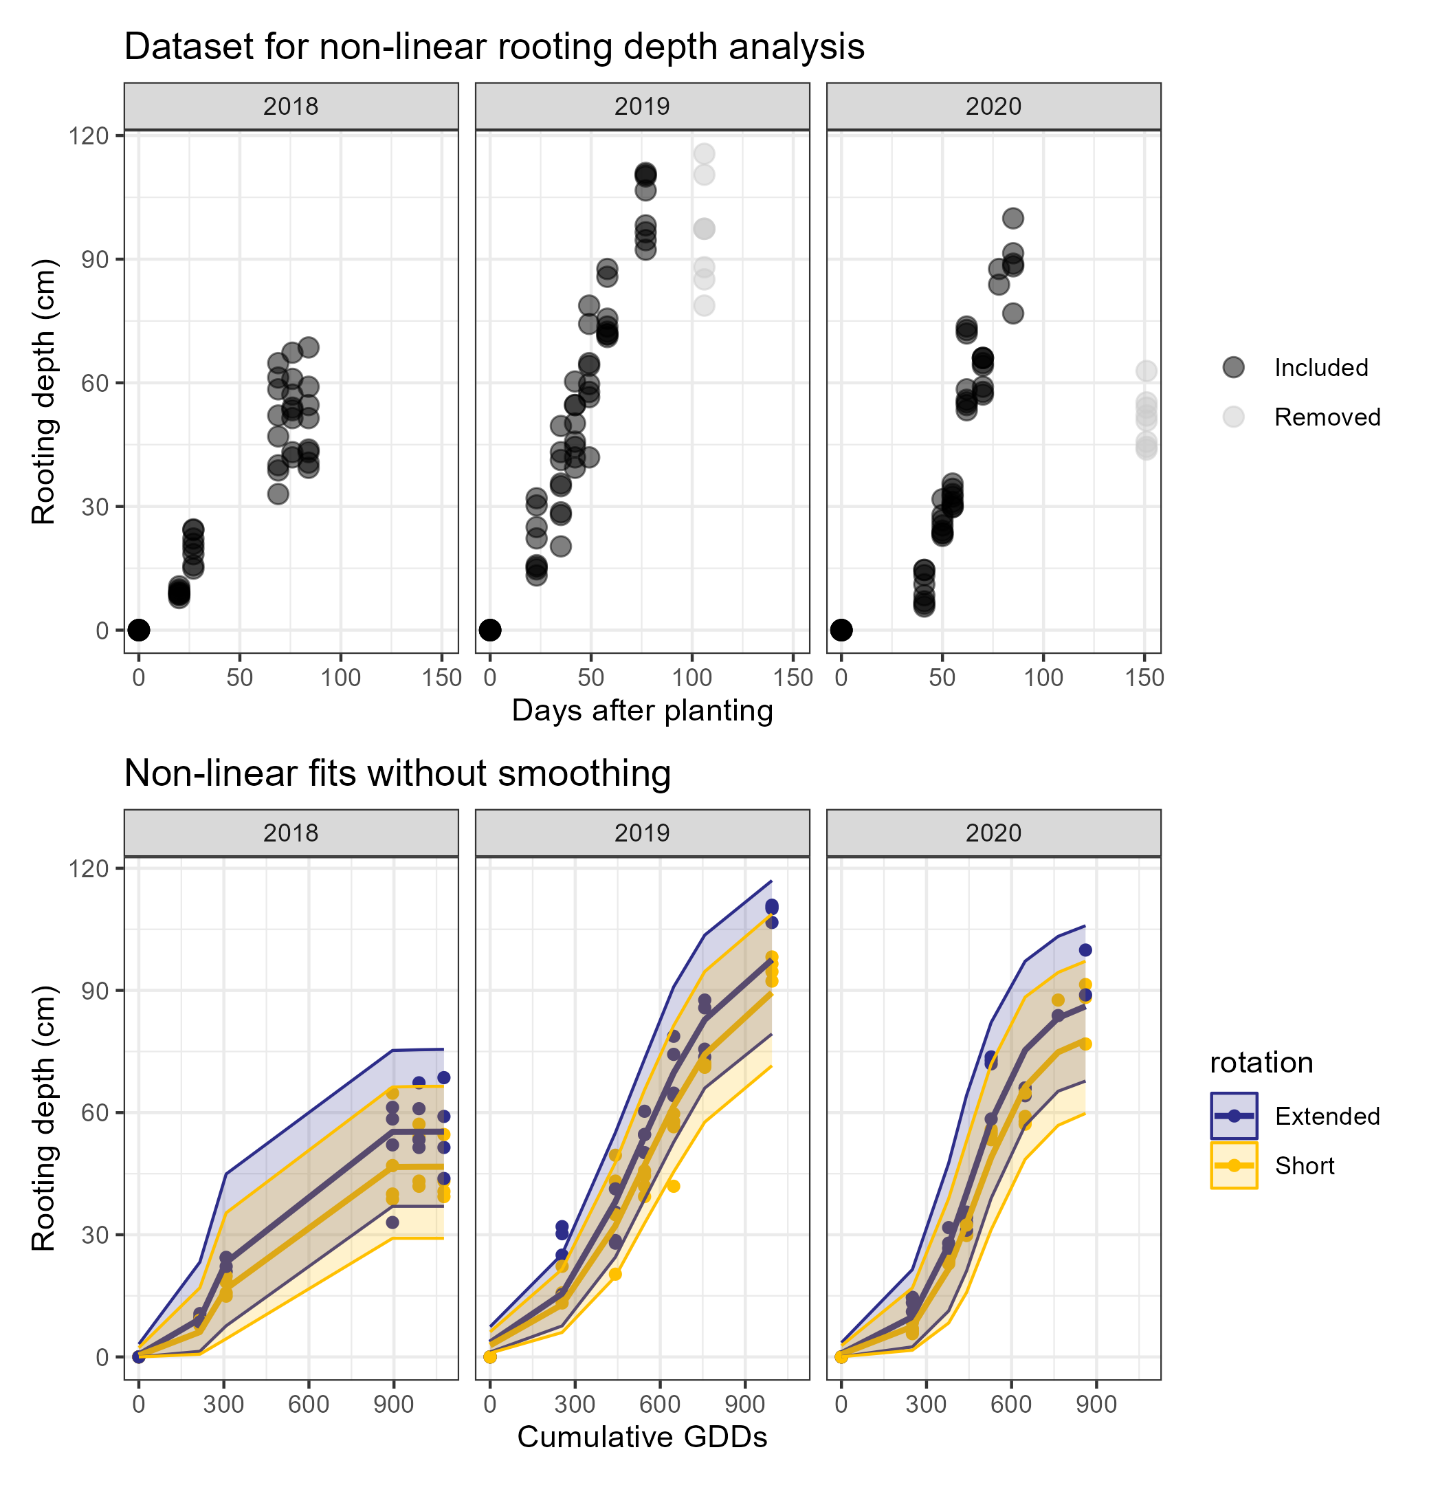 Dataset for non-linear rooting depth analysis
2018 2019 2020
120
90
60
30
0
Rooting depth (cm)
0 50 100 150 0 50 100 150 0 50 100 150
Days after planting
Included
Removed
Non-linear fits without smoothing
2018 2019 2020
120
90
60
30
0
Rooting depth (cm)
0 300 600 900 0 300 600 900 0 300 600 900
Cumulative GDDs
rotation
Extended
Short